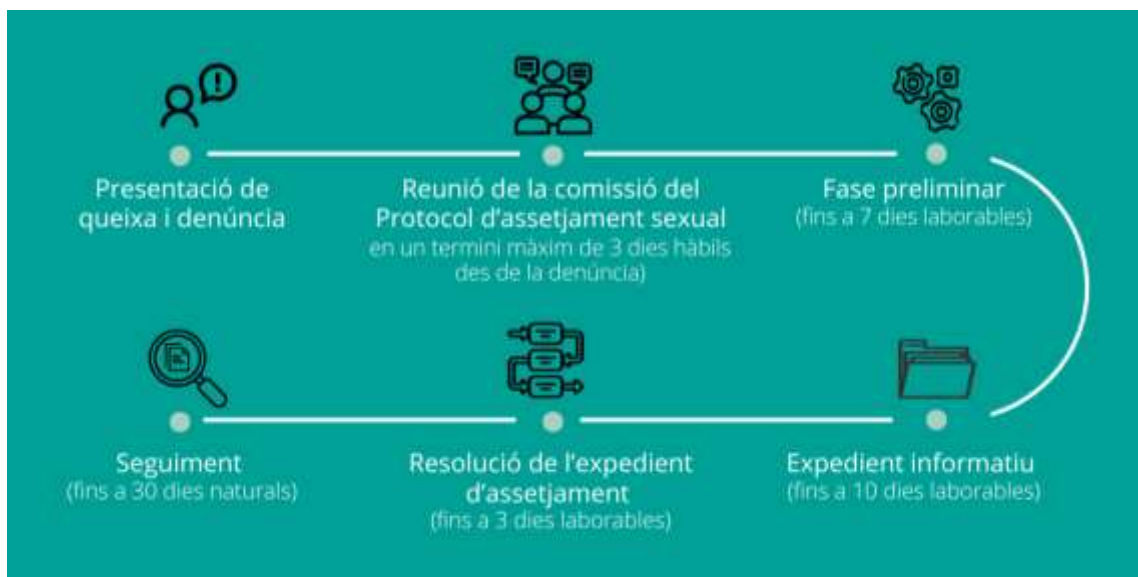 Presentació de
queixa i denúncia
Reunió de la comissió del
Protocol d'assetjament sexual
en un termini màxim de 3 dies hàbils
des de la denúncia)
Fase preliminar
(fins a 7 dies laborables)
Expedient informatiu
(fins a 10 dies laborables)
Resolució de l'expedient
d'assetjament
(fins a 3 dies laborables)
Seguiment
(fins a 30 dies naturals)